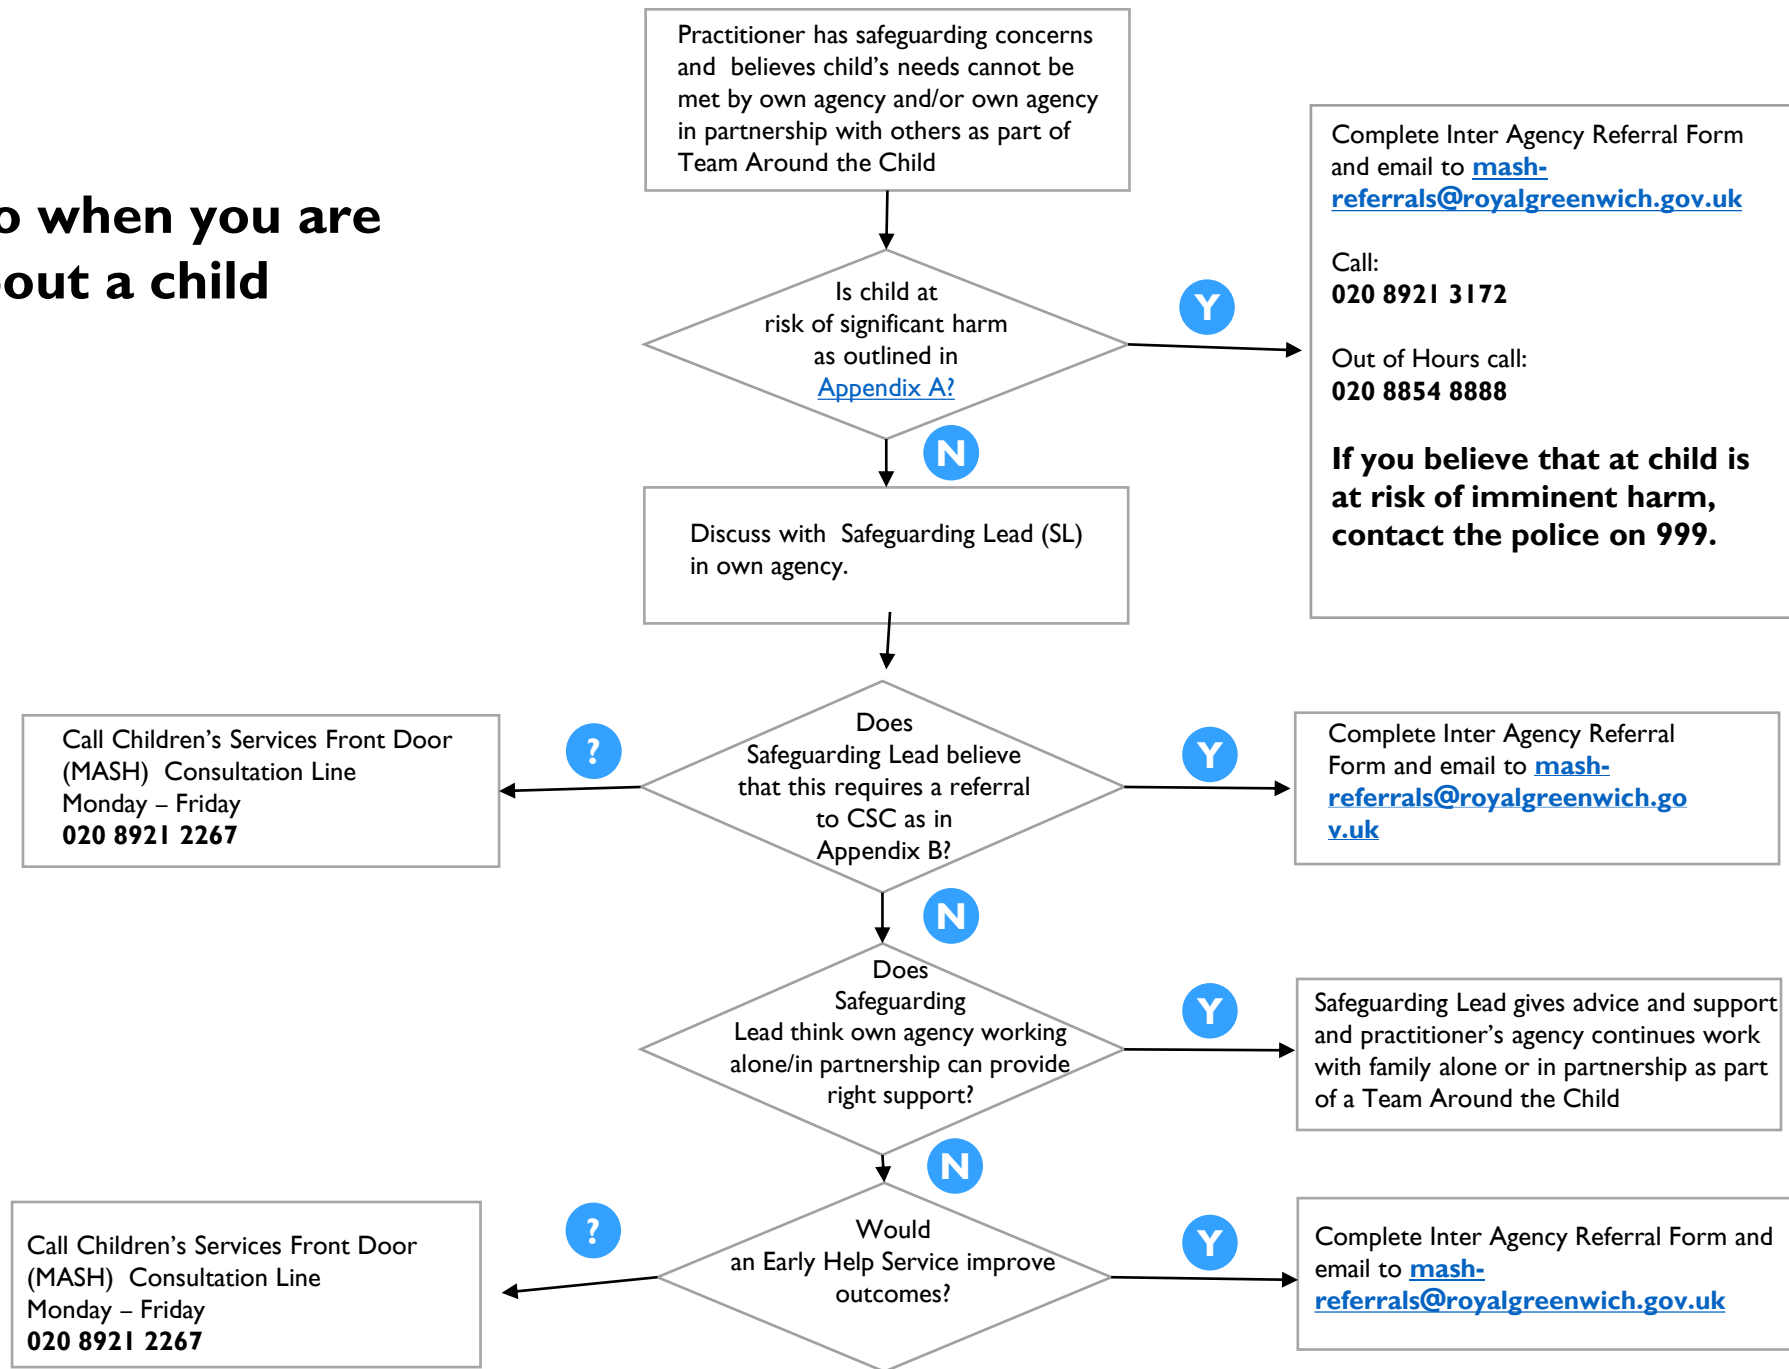 Practitioner has safeguarding concerns
and believes child's needs cannot be
met by own agency and/or own agency
in partnership with others as part of
Team Around the Child
o when you are
out a child
Is child at
risk of significant harm
as outlined in
Appendix A?
Y
Complete Inter Agency Referral Form
and email to mash-
referrals@royalgreenwich.gov.uk
Call:
020 8921 3172
Out of Hours call:
020 8854 8888
If you believe that at child is
at risk of imminent harm,
contact the police on 999.
N
Discuss with Safeguarding Lead (SL)
in own agency.
Does
Safeguarding Lead believe
that this requires a referral
to CSC as in
Appendix B?
?
Call Children's Services Front Door
(MASH) Consultation Line
Monday – Friday
020 8921 2267
Y
Complete Inter Agency Referral
Form and email to mash-
referrals@royalgreenwich.go
v.uk
N
Does
Safeguarding
Lead think own agency working
alone/in partnership can provide
right support?
Y
Safeguarding Lead gives advice and support
and practitioner's agency continues work
with family alone or in partnership as part
of a Team Around the Child
N
Would
an Early Help Service improve
outcomes?
?
Call Children's Services Front Door
(MASH) Consultation Line
Monday – Friday
020 8921 2267
Y
Complete Inter Agency Referral Form and
email to mash-
referrals@royalgreenwich.gov.uk